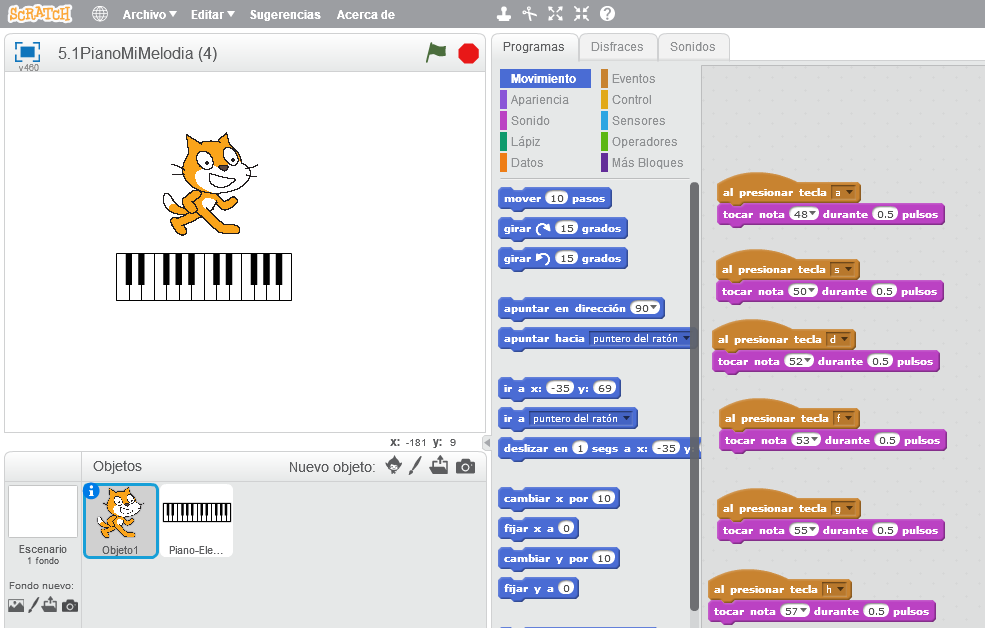 SCRATCH Archivo Editar Sugerencias Acerca de
v460 5.1PianoMiMelodia (4)
x: -181 y: 9
Objetos Nuevo objeto:
Escenario
1 fondo
Fondo nuevo:
Objeto1
Piano-Ele...
Programas Disfraces Sonidos
Movimiento Eventos
Apariencia Control
Sonido Sensores
Lápiz Operadores
Datos Más Bloques
mover 10 pasos
girar 15 grados
girar 15 grados
apuntar en dirección 90
apuntar hacia puntero del ratón
ir a x: -35 y: 69
ir a puntero del ratón
deslizar en 1 segs a x: -35 y
cambiar x por 10
fijar x a 0
cambiar y por 10
fijar y a 0
al presionar tecla a
tocar nota 48 durante 0.5 pulsos
al presionar tecla s
tocar nota 50 durante 0.5 pulsos
al presionar tecla d
tocar nota 52 durante 0.5 pulsos
al presionar tecla f
tocar nota 53 durante 0.5 pulsos
al presionar tecla g
tocar nota 55 durante 0.5 pulsos
al presionar tecla h
tocar nota 57 durante 0.5 pulsos